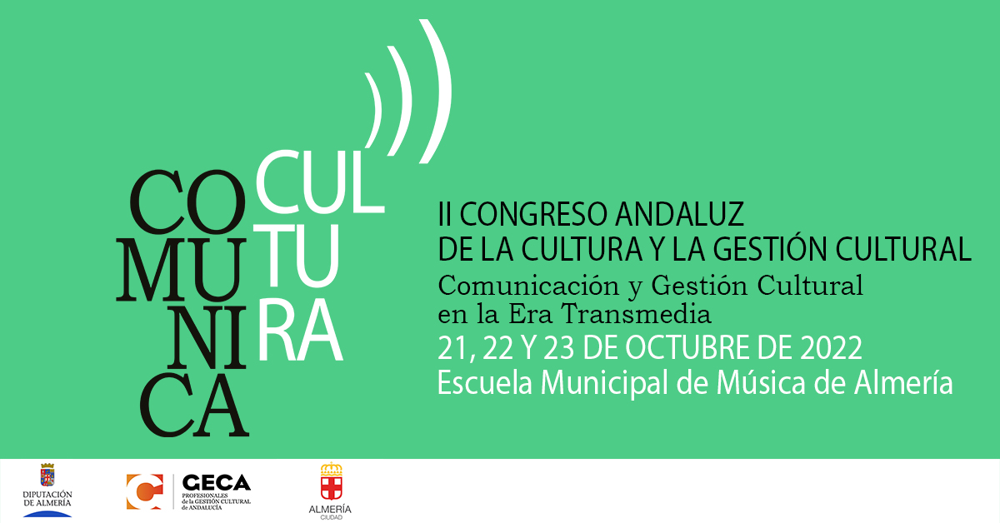 CO
MU
NI
CA
CUL
TU
RA
II CONGRESO ANDALUZ
DE LA CULTURA Y LA GESTIÓN CULTURAL
Comunicación y Gestión Cultural
en la Era Transmedia
21, 22 Y 23 DE OCTUBRE DE 2022
Escuela Municipal de Música de Almería
DIPUTACIÓN
DE ALMERÍA
GECA
PROFESIONALES
de la GESTIÓN CULTURAL
de ANDALUCÍA
ALMERÍA
CIUDAD